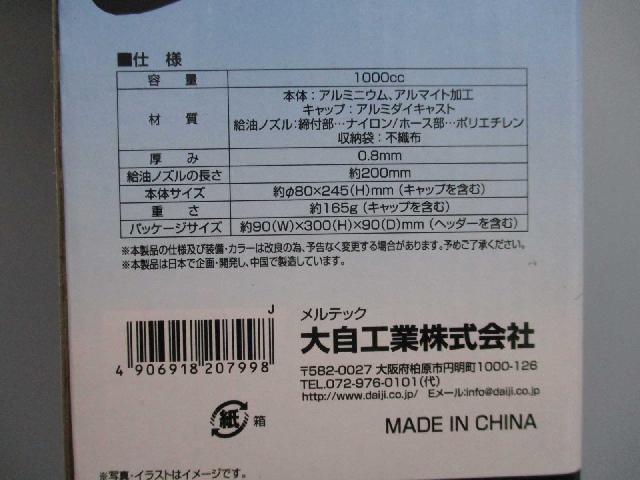 ■仕 様
容 量 1000cc
材 質 本体：アルミニウム、アルマイト加工
キャップ：アルミダイキャスト
給油ノズル：締付部…ナイロン/ホース部…ポリエチレン
収納袋：不織布
厚 み 0.8mm
給油ノズルの長さ 約200mm
本体サイズ 約φ80×245(H)mm（キャップを含む）
重 さ 約165g（キャップを含む）
パッケージサイズ 約90(W)×300(H)×90(D)mm（ヘッダーを含む）
※本製品の仕様及び装備・カラーは改良の為、予告なく変更する場合があります。予めご了承ください。
※本製品は日本で企画・開発し、中国で製造しています。
J
4 906918 207998
メルテック
大自工業株式会社
〒582-0027 大阪府柏原市円明町1000-126
TEL.072-976-0101（代）
http://www.daiji.co.jp/ Eメール:info@daiji.co.jp
紙 箱
MADE IN CHINA
※写真・イラストはイメージです。